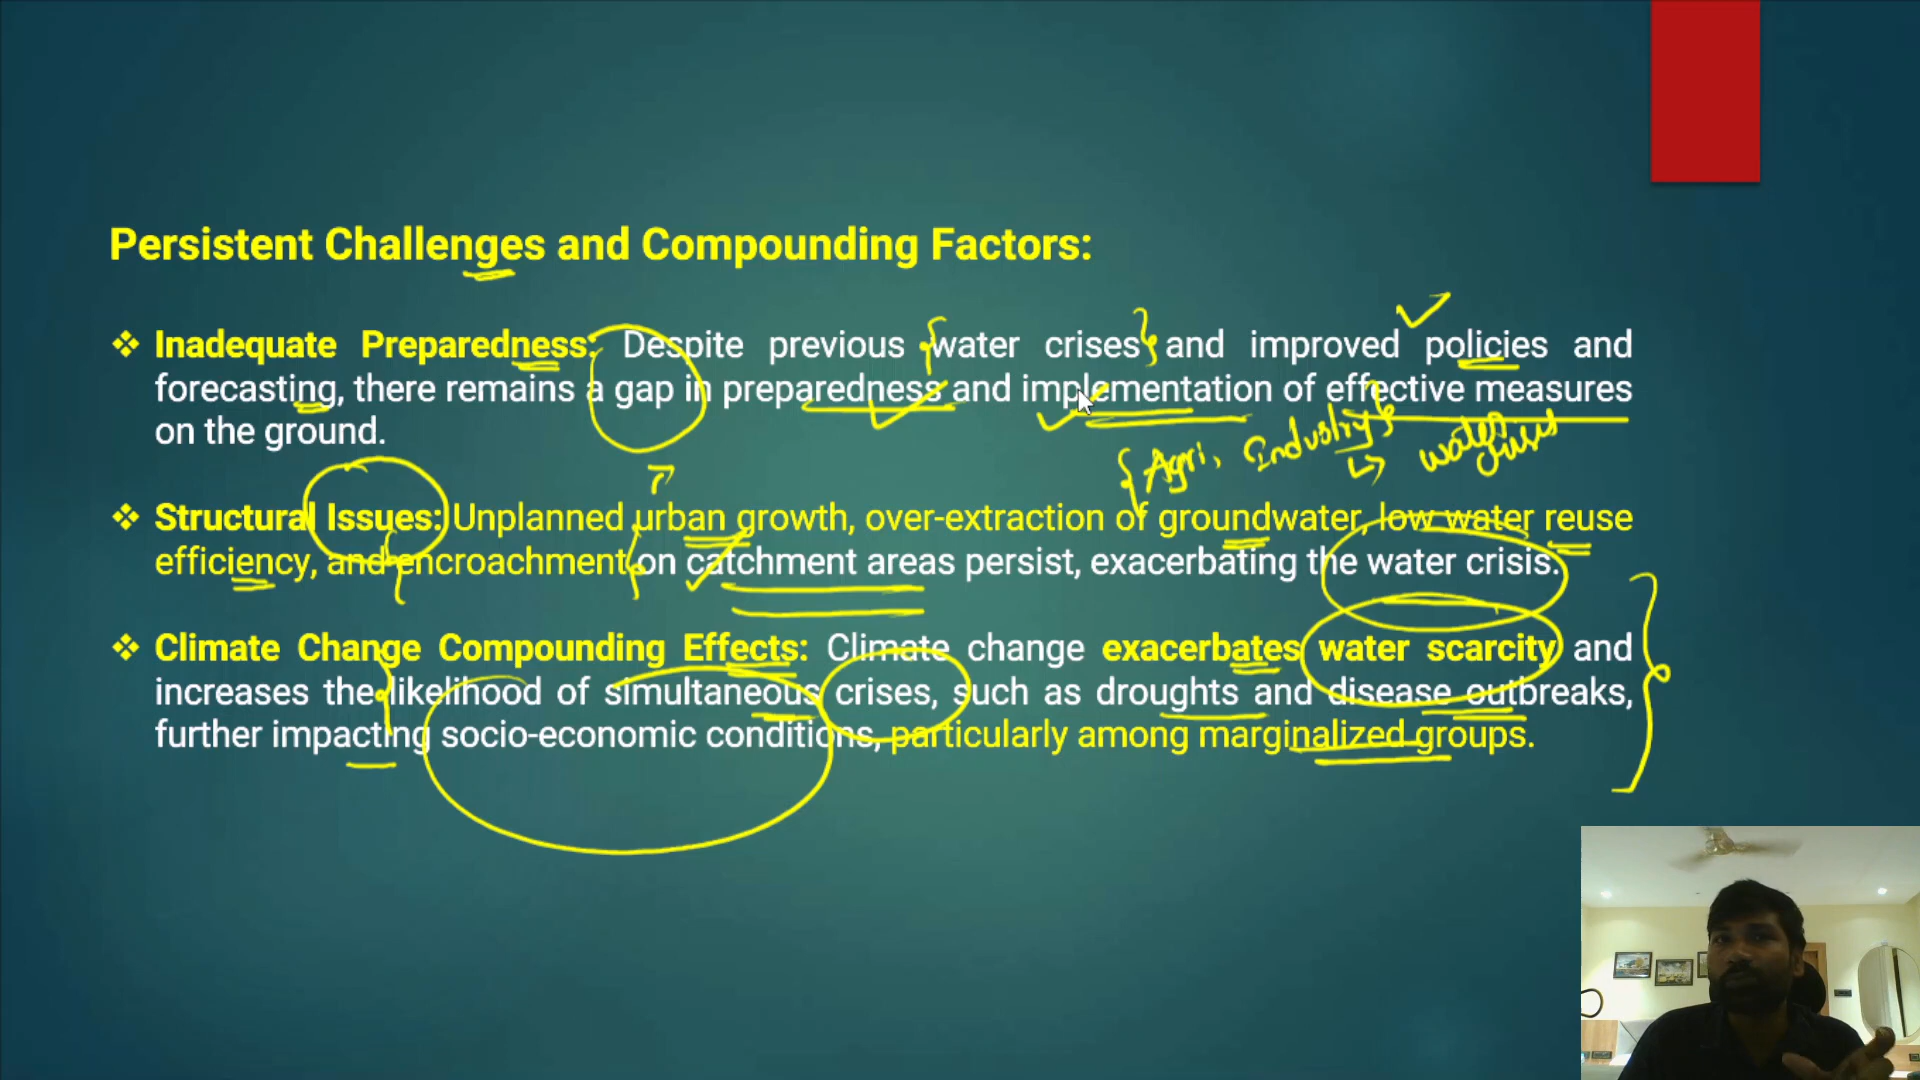 Persistent Challenges and Compounding Factors:
Inadequate Preparedness: Despite previous water crises and improved policies and
forecasting, there remains a gap in preparedness and implementation of effective measures
on the ground.
{Agri, Industry}
water
Structural Issues: Unplanned urban growth, over-extraction of groundwater, low water reuse
efficiency, and encroachment on catchment areas persist, exacerbating the water crisis.
Climate Change Compounding Effects: Climate change exacerbates water scarcity and
increases the likelihood of simultaneous crises, such as droughts and disease outbreaks,
further impacting socio-economic conditions, particularly among marginalized groups.